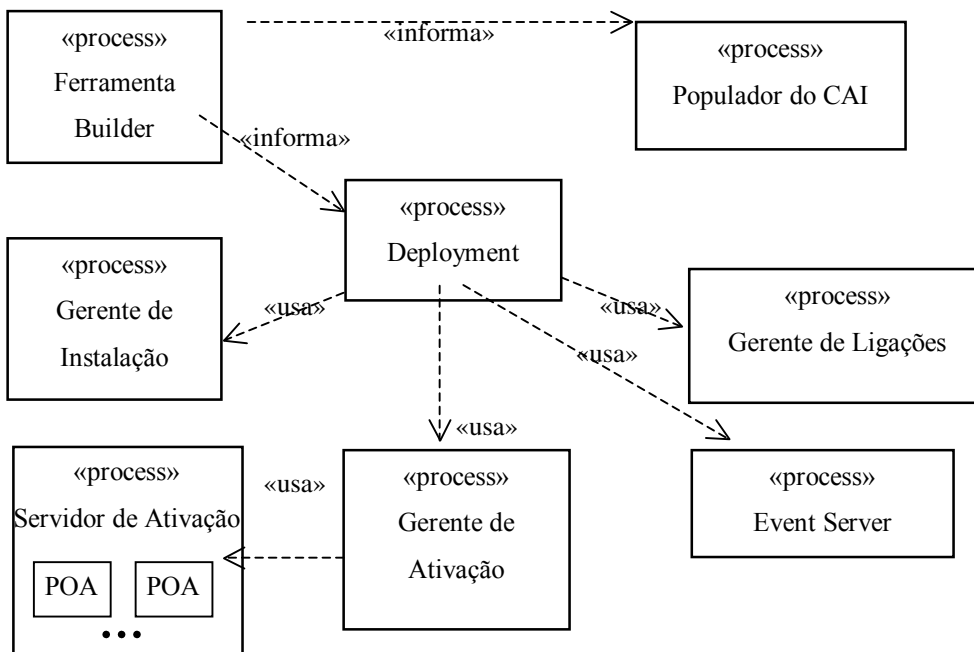 «process»
Ferramenta
Builder
«informa»
«process»
Populador do CAI
«informa»
«process»
Deployment
«process»
Gerente de
Instalação
«usa»
«usa»
«process»
Gerente de Ligações
«usa»
«usa»
«process»
Servidor de Ativação
POA
POA
•••
«usa»
«process»
Gerente de
Ativação
«process»
Event Server